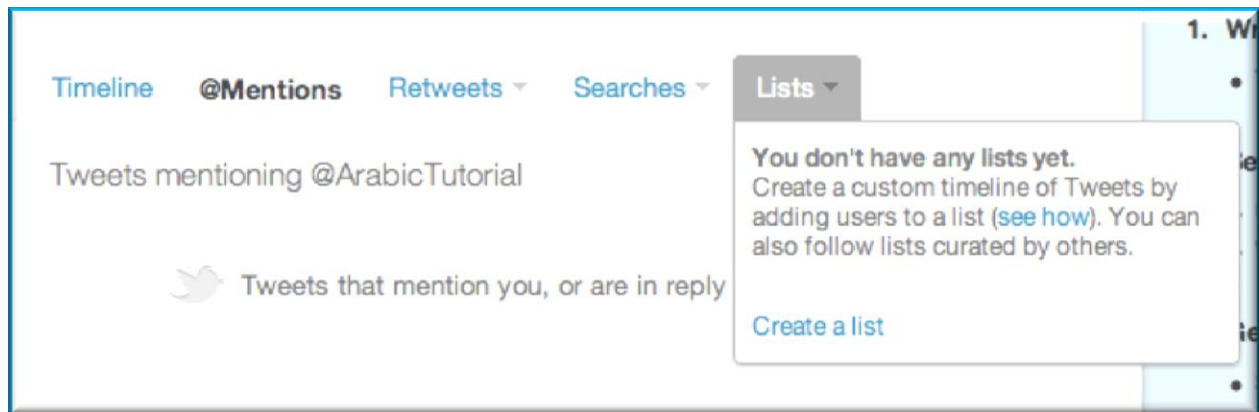 Timeline @Mentions Retweets Searches Lists
Tweets mentioning @ArabicTutorial
Tweets that mention you, or are in reply
You don't have any lists yet.
Create a custom timeline of Tweets by
adding users to a list (see how). You can
also follow lists curated by others.
Create a list
1.